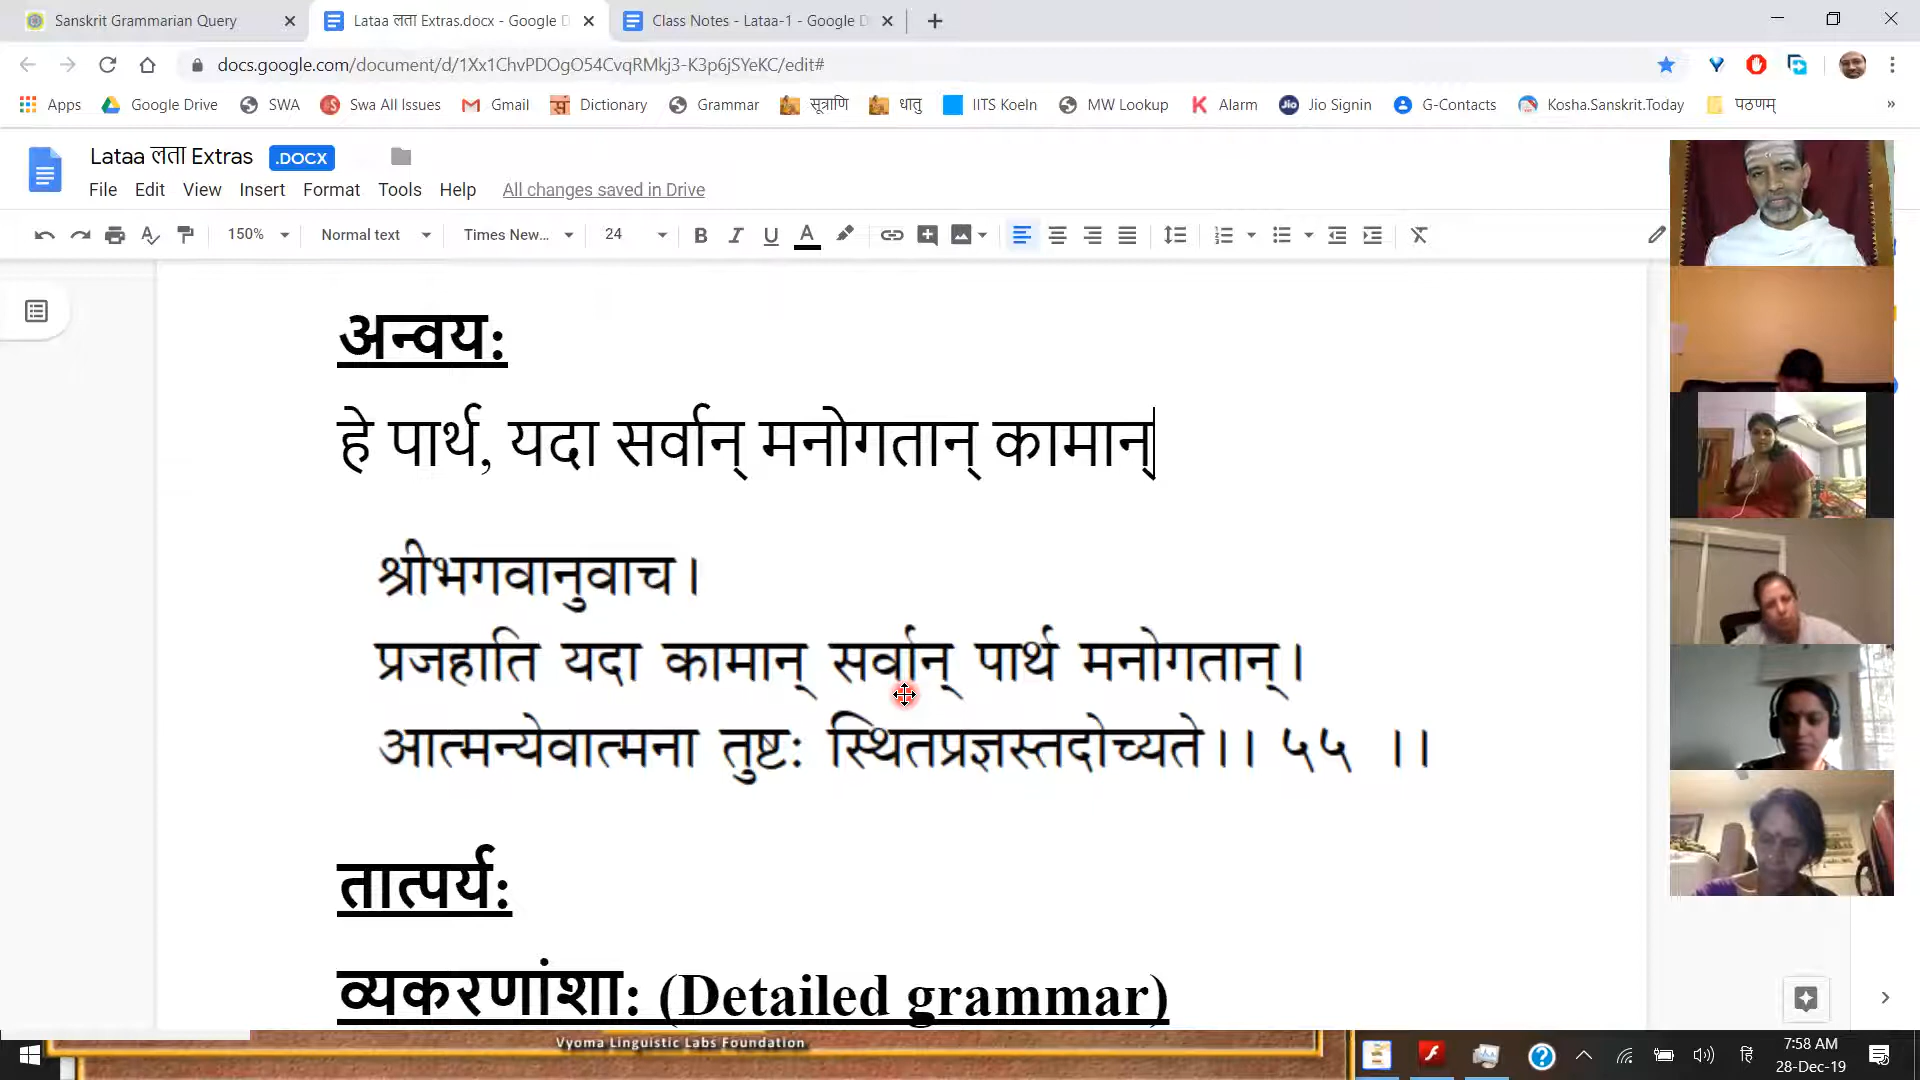 Sanskrit Grammarian Query
Lataa लता Extras.docx - Google D
Class Notes - Lataa-1 - Google D
docs.google.com/document/d/1Xx1ChvPDOgO54CvqRMkj3-K3p6jSYeKC/edit#
Apps Google Drive SWA Swa All Issues Gmail Dictionary Grammar सूत्राणि धातु IITS Koeln MW Lookup Alarm Jio Signin G-Contacts Kosha.Sanskrit.Today पठणम् »
Lataa लता Extras .DOCX
File Edit View Insert Format Tools Help All changes saved in Drive
150% Normal text Times New... 24 B I U A
अन्वय:
हे पार्थ, यदा सर्वान् मनोगतान् कामान्
श्रीभगवानुवाच।
प्रजहाति यदा कामान् सर्वान् पार्थ मनोगतान्।
आत्मन्येवात्मना तुष्टः स्थितप्रज्ञस्तदोच्यते।। ५५ ।।
तात्पर्य:
व्यकरणांशा: (Detailed grammar)
Vyoma Linguistic Labs Foundation
हि
7:58 AM
28-Dec-19